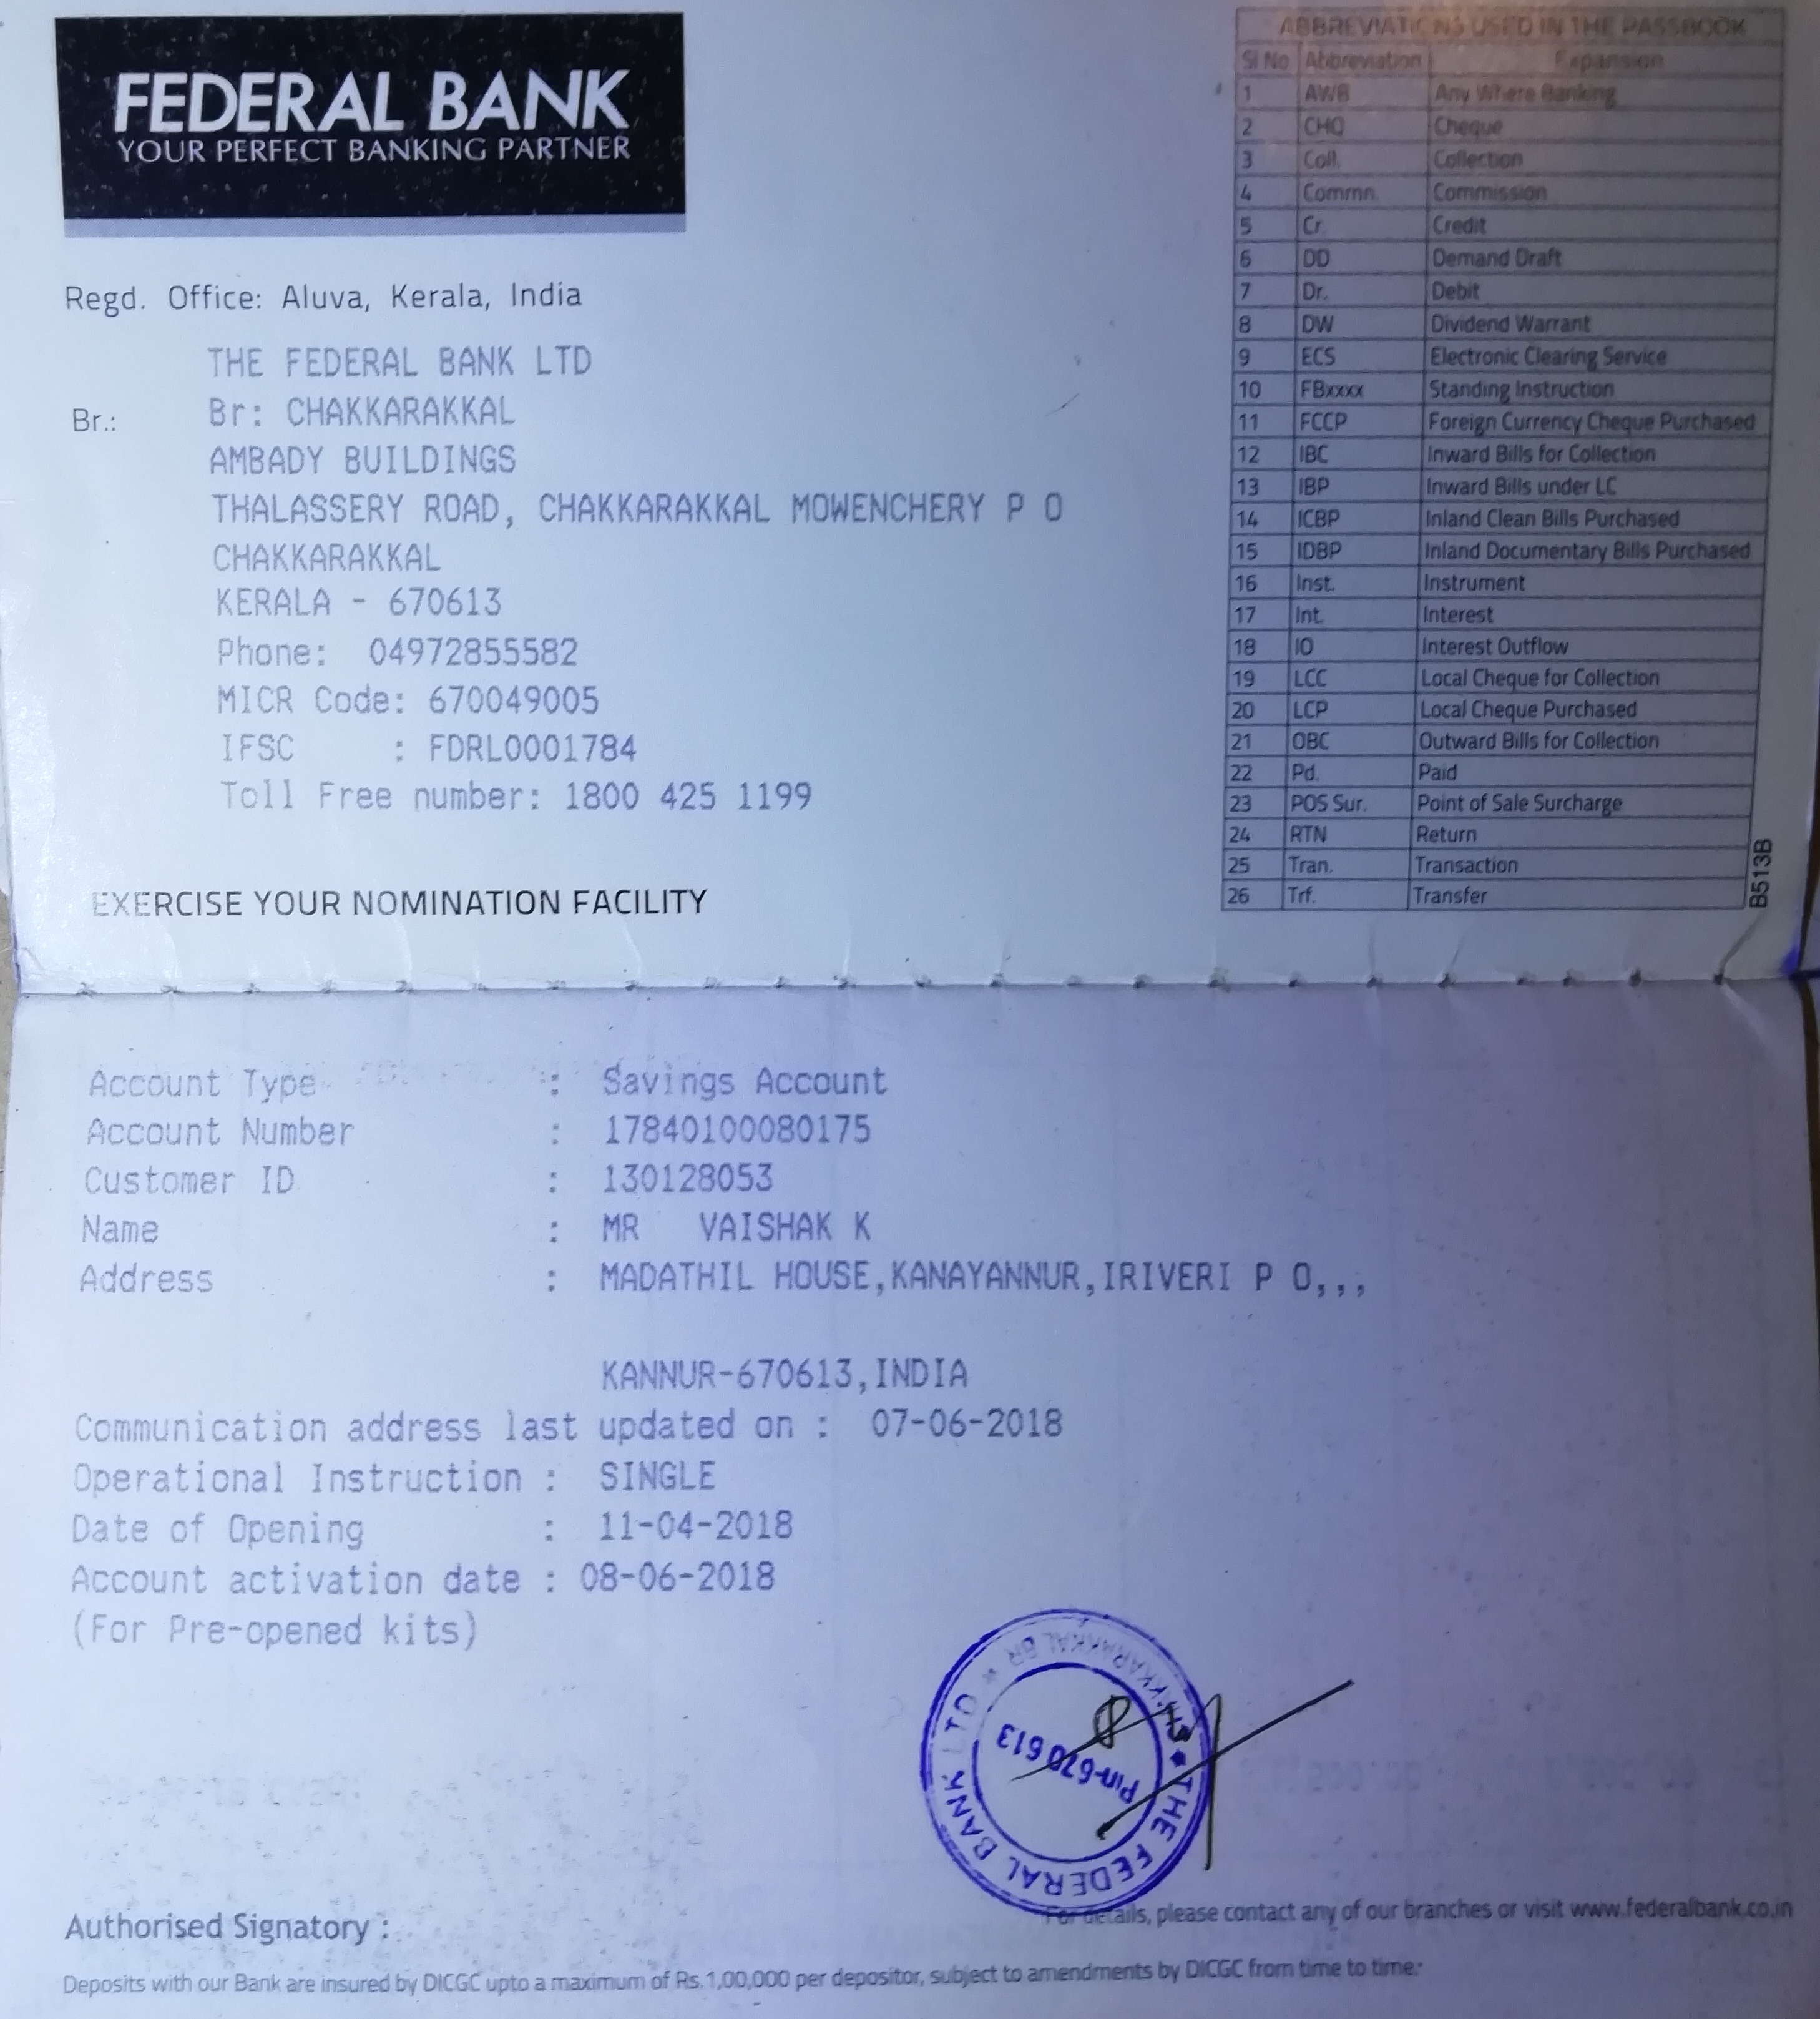 FEDERAL BANK
YOUR PERFECT BANKING PARTNER
Regd. Office: Aluva, Kerala, India
THE FEDERAL BANK LTD
Br.: Br: CHAKKARAKKAL
AMBADY BUILDINGS
THALASSERY ROAD, CHAKKARAKKAL MOWENCHERY P O
CHAKKARAKKAL
KERALA - 670613
Phone: 04972855582
MICR Code: 670049005
IFSC : FDRL0001784
Toll Free number: 1800 425 1199
EXERCISE YOUR NOMINATION FACILITY
ABBREVIATIONS USED IN THE PASSBOOK
Sl No Abbreviation Expansion
1 AWB Any Where Banking
2 CHQ Cheque
3 Coll. Collection
4 Commn. Commission
5 Cr. Credit
6 DD Demand Draft
7 Dr. Debit
8 DW Dividend Warrant
9 ECS Electronic Clearing Service
10 FBxxxx Standing Instruction
11 FCCP Foreign Currency Cheque Purchased
12 IBC Inward Bills for Collection
13 IBP Inward Bills under LC
14 ICBP Inland Clean Bills Purchased
15 IDBP Inland Documentary Bills Purchased
16 Inst. Instrument
17 Int. Interest
18 IO Interest Outflow
19 LCC Local Cheque for Collection
20 LCP Local Cheque Purchased
21 OBC Outward Bills for Collection
22 Pd. Paid
23 POS Sur. Point of Sale Surcharge
24 RTN Return
25 Tran. Transaction
26 Trf. Transfer
B513B
Account Type : Savings Account
Account Number : 17840100080175
Customer ID : 130128053
Name : MR VAISHAK K
Address : MADATHIL HOUSE,KANAYANNUR,IRIVERI P O,,,
KANNUR-670613,INDIA
Communication address last updated on : 07-06-2018
Operational Instruction : SINGLE
Date of Opening : 11-04-2018
Account activation date : 08-06-2018
(For Pre-opened kits)
THE FEDERAL BANK LTD * CHAKKARAKKAL BR
Pin-670 613
Authorised Signatory :
For details, please contact any of our branches or visit www.federalbank.co.in
Deposits with our Bank are insured by DICGC upto a maximum of Rs.1,00,000 per depositor, subject to amendments by DICGC from time to time.